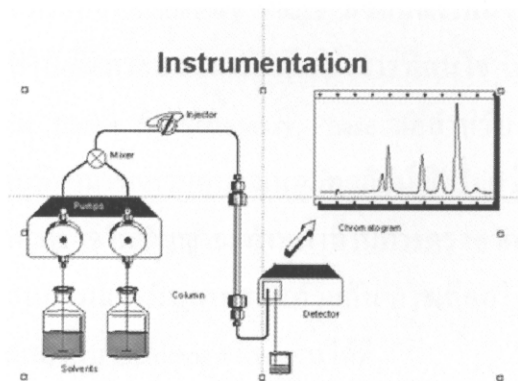 Instrumentation
Injector
Mixer
Pumps
Chromatogram
Column
Detector
Solvents